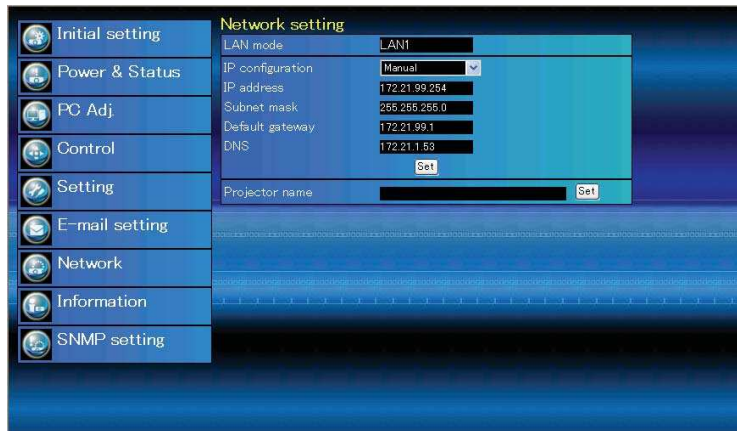 Initial setting
Power & Status
PC Adj.
Control
Setting
E-mail setting
Network
Information
SNMP setting
Network setting
LAN mode LAN1
IP configuration Manual
IP address 172.21.99.254
Subnet mask 255.255.255.0
Default gateway 172.21.99.1
DNS 172.21.1.53
Set
Projector name Set